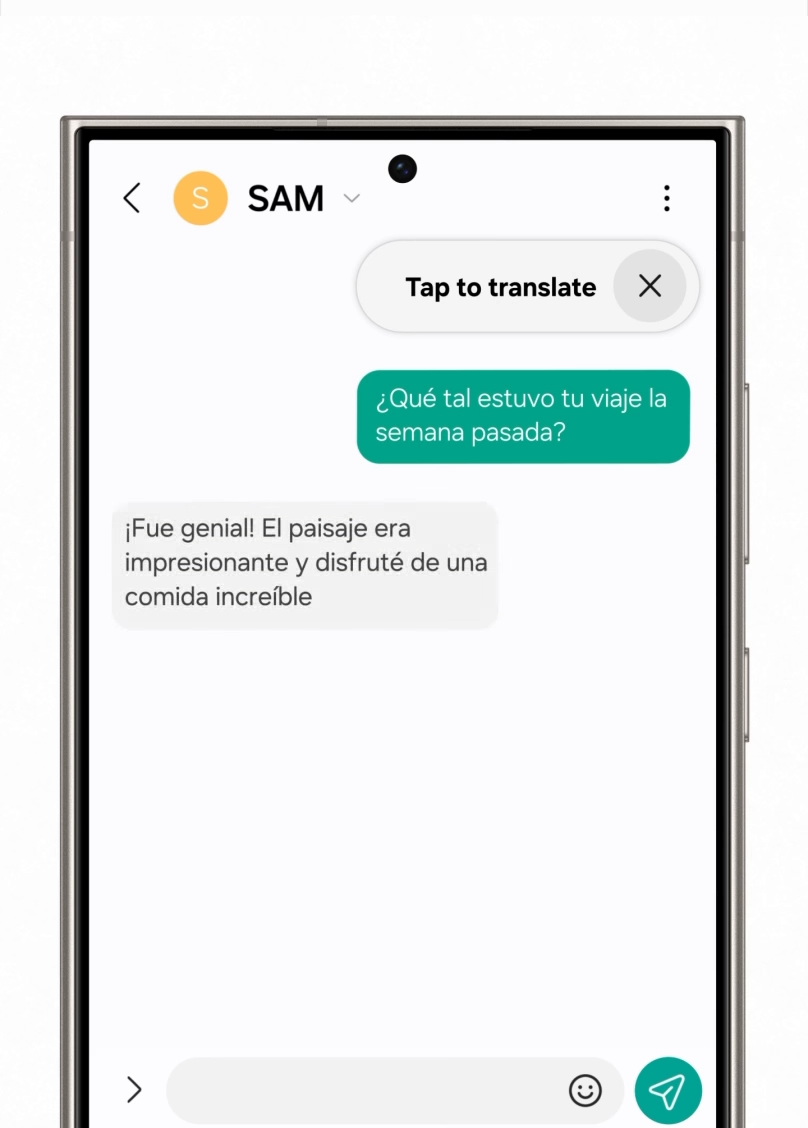 S SAM
Tap to translate
¿Qué tal estuvo tu viaje la
semana pasada?
¡Fue genial! El paisaje era
impresionante y disfruté de una
comida increíble